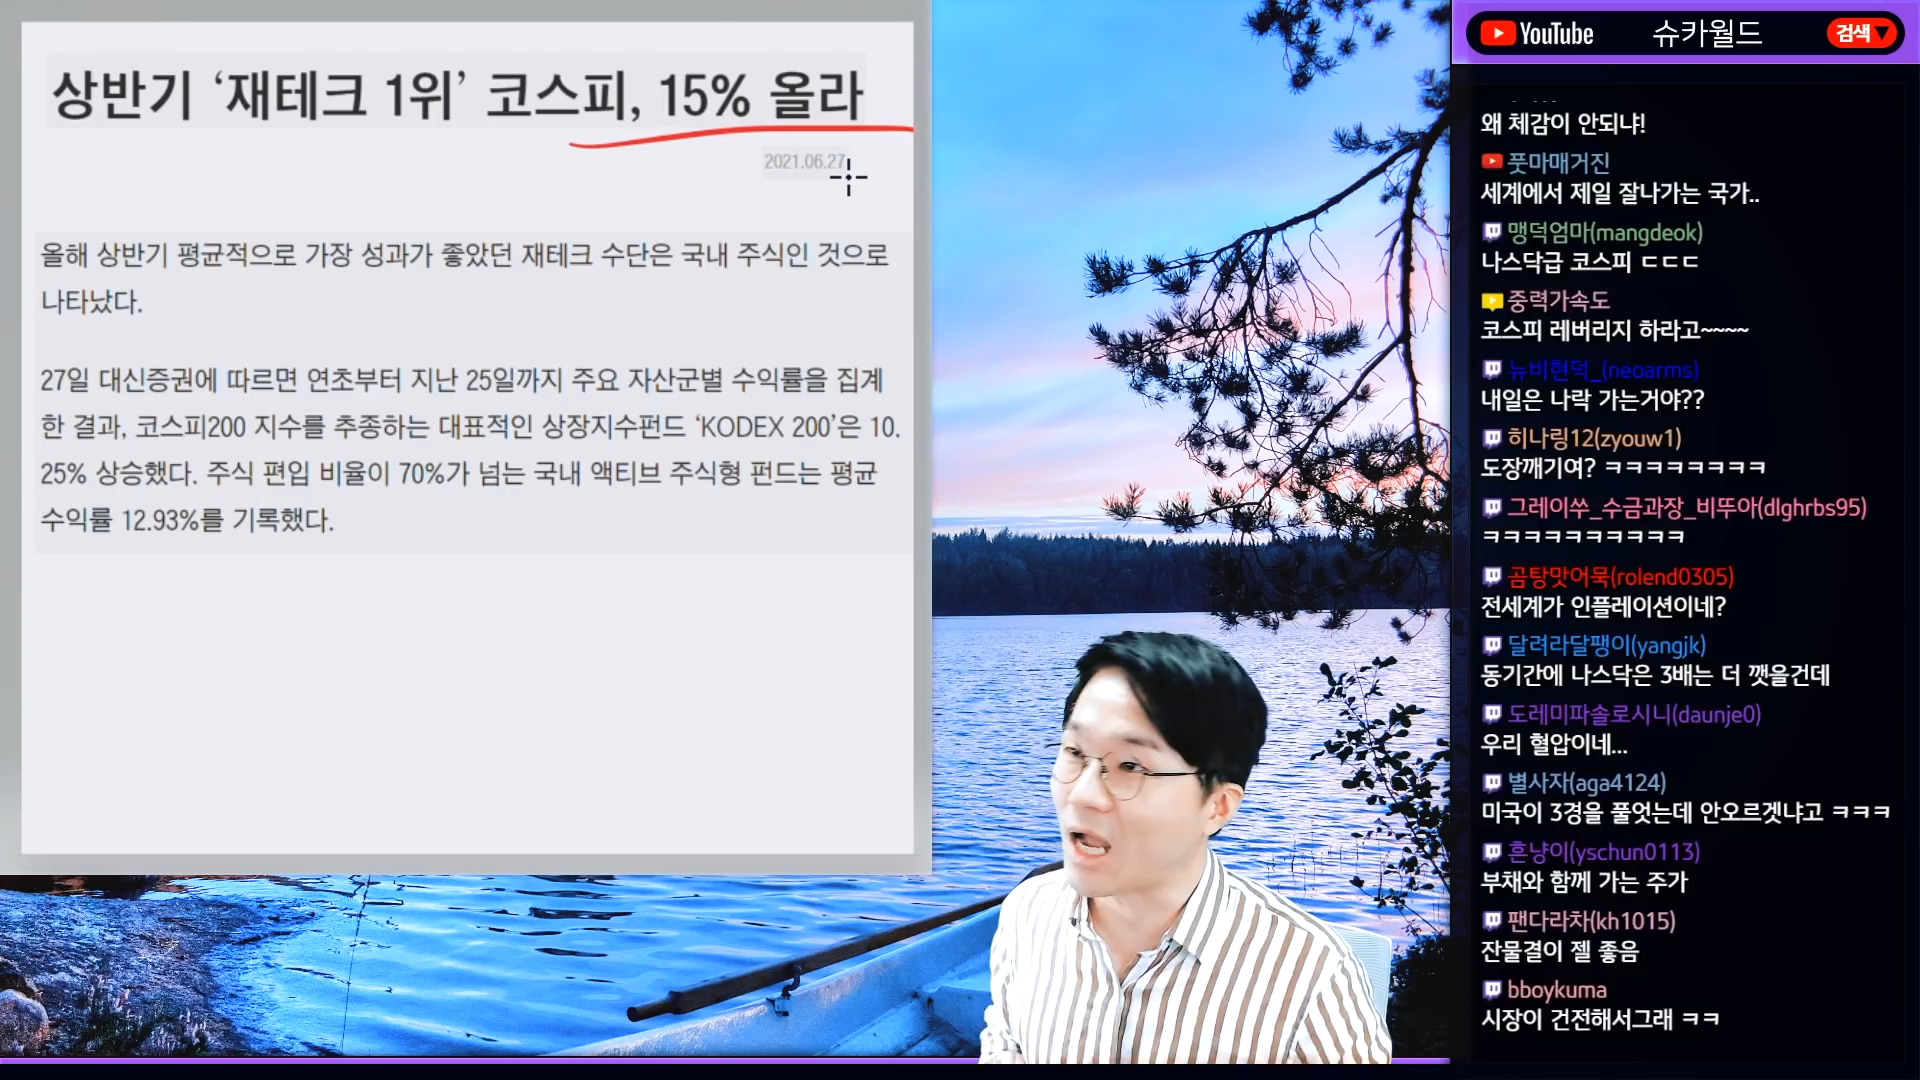 상반기 ‘재테크 1위’ 코스피, 15% 올라
2021.06.27
올해 상반기 평균적으로 가장 성과가 좋았던 재테크 수단은 국내 주식인 것으로
나타났다.
27일 대신증권에 따르면 연초부터 지난 25일까지 주요 자산군별 수익률을 집계
한 결과, 코스피200 지수를 추종하는 대표적인 상장지수펀드 ‘KODEX 200’은 10.
25% 상승했다. 주식 편입 비율이 70%가 넘는 국내 액티브 주식형 펀드는 평균
수익률 12.93%를 기록했다.
YouTube 슈카월드 검색▼
왜 체감이 안되냐!
풋마매거진
세계에서 제일 잘나가는 국가..
맹덕엄마(mangdeok)
나스닥급 코스피 ㄷㄷㄷ
중력가속도
코스피 레버리지 하라고~~~~
뉴비현덕_(neoarms)
내일은 나락 가는거야??
히나링12(zyouw1)
도장깨기여? ㅋㅋㅋㅋㅋㅋㅋㅋ
그레이쑤_수금과장_비뚜아(dlghrbs95)
ㅋㅋㅋㅋㅋㅋㅋㅋㅋㅋ
곰탕맛어묵(rolend0305)
전세계가 인플레이션이네?
달려라달팽이(yangjk)
동기간에 나스닥은 3배는 더 깻을건데
도레미파솔로시니(daunje0)
우리 혈압이네...
별사자(aga4124)
미국이 3경을 풀엇는데 안오르겟냐고 ㅋㅋㅋ
흔냥이(yschun0113)
부채와 함께 가는 주가
팬다라차(kh1015)
잔물결이 젤 좋음
bboykuma
시장이 건전해서그래 ㅋㅋ